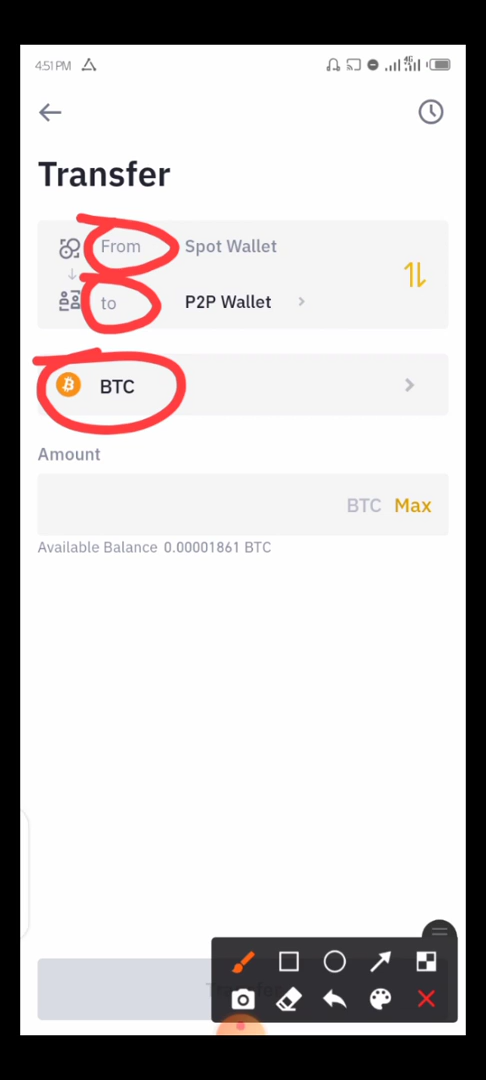 4:51 PM
4G
Transfer
From Spot Wallet
to P2P Wallet
BTC
Amount
BTC Max
Available Balance 0.00001861 BTC